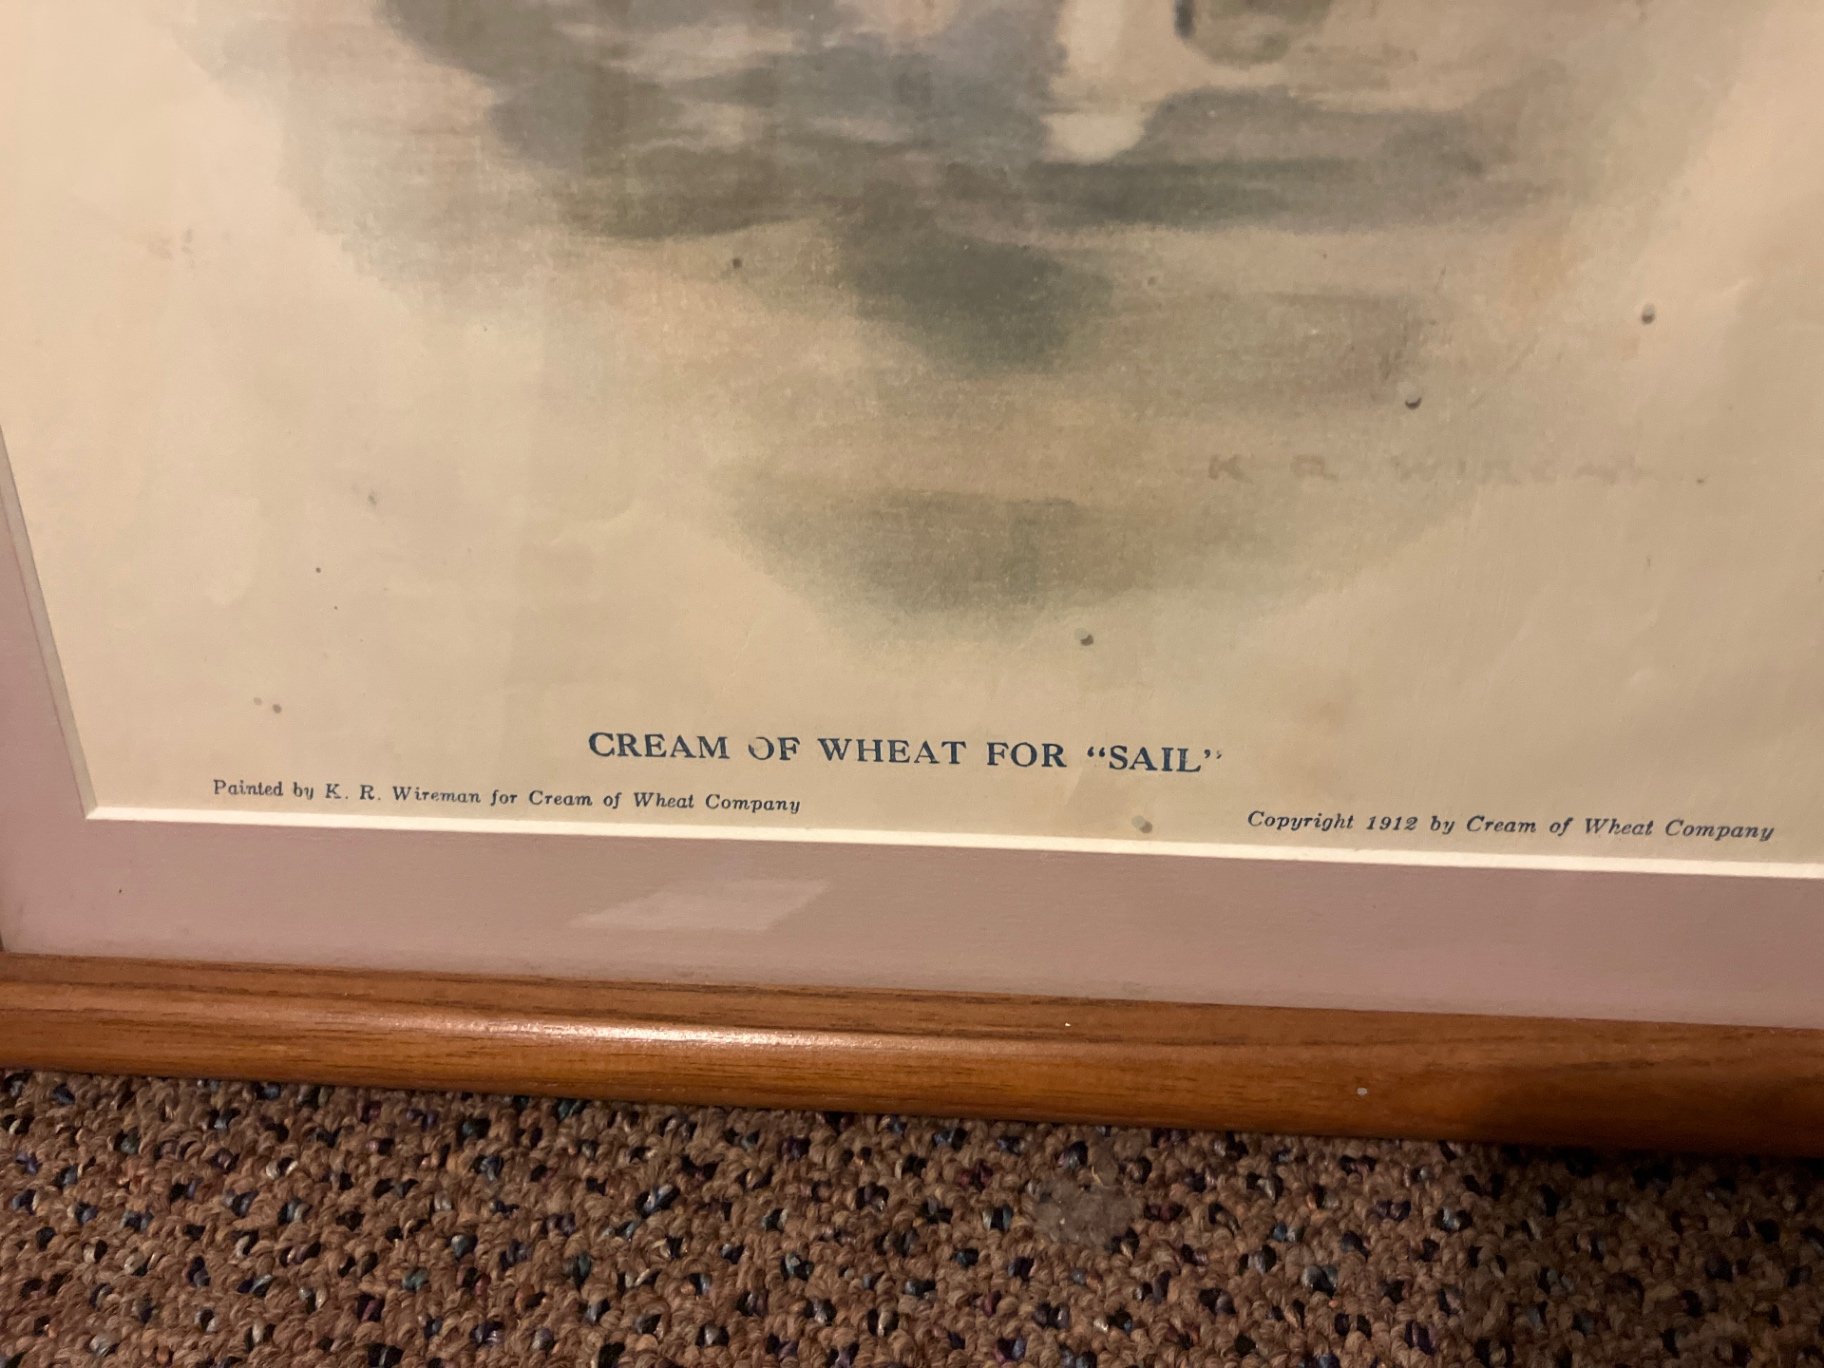 K R WIREMAN
CREAM OF WHEAT FOR “SAIL”
Painted by K. R. Wireman for Cream of Wheat Company
Copyright 1912 by Cream of Wheat Company